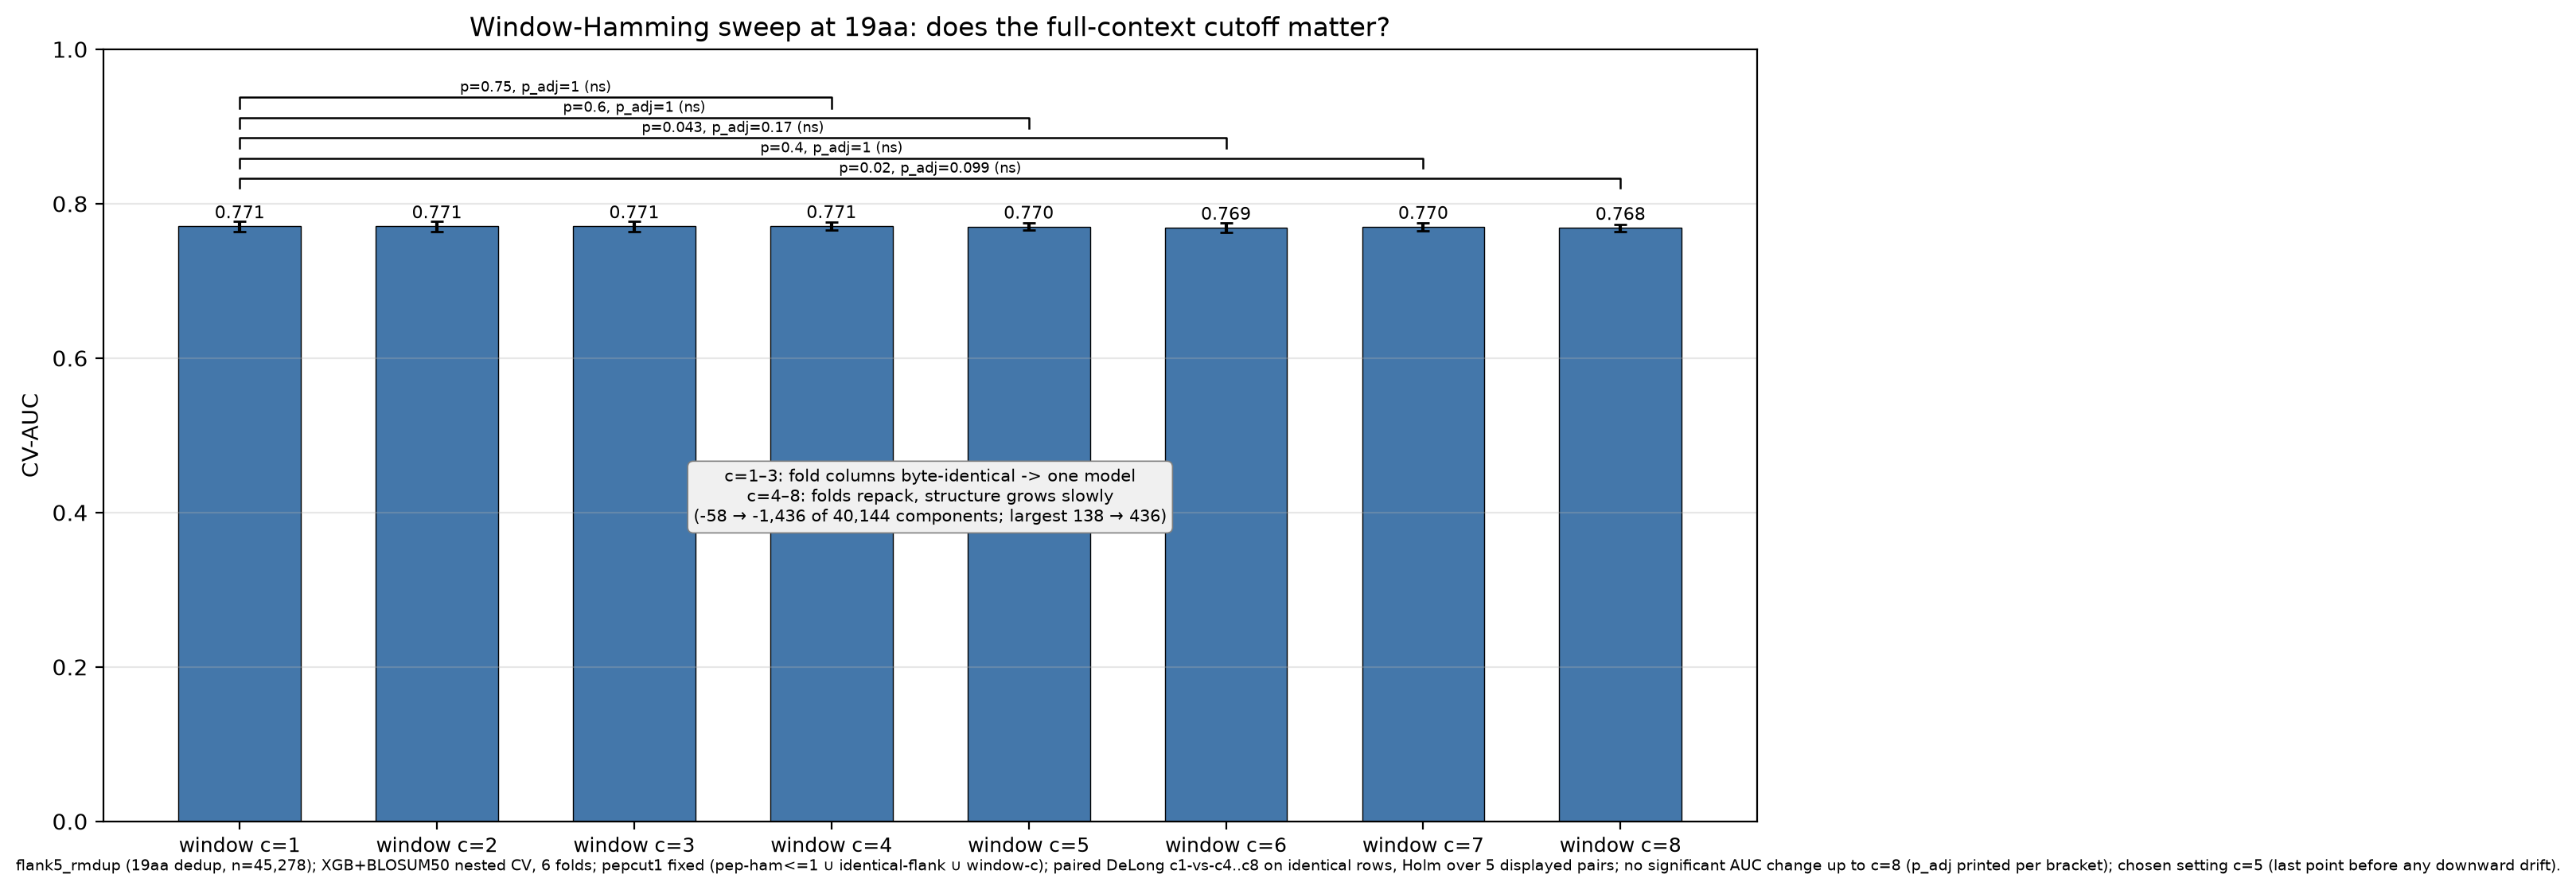 Window-Hamming sweep at 19aa: does the full-context cutoff matter?
1.0
p=0.75, p_adj=1 (ns)
p=0.6, p_adj=1 (ns)
p=0.043, p_adj=0.17 (ns)
p=0.4, p_adj=1 (ns)
p=0.02, p_adj=0.099 (ns)
0.8
0.771
0.771
0.771
0.771
0.770
0.769
0.770
0.768
0.6
CV-AUC
c=1–3: fold columns byte-identical -> one model
c=4–8: folds repack, structure grows slowly
(-58 → -1,436 of 40,144 components; largest 138 → 436)
0.4
0.2
0.0
window c=1
window c=2
window c=3
window c=4
window c=5
window c=6
window c=7
window c=8
flank5_rmdup (19aa dedup, n=45,278); XGB+BLOSUM50 nested CV, 6 folds; pepcut1 fixed (pep-ham<=1 ∪ identical-flank ∪ window-c); paired DeLong c1-vs-c4..c8 on identical rows, Holm over 5 displayed pairs; no significant AUC change up to c=8 (p_adj printed per bracket); chosen setting c=5 (last point before any downward drift).